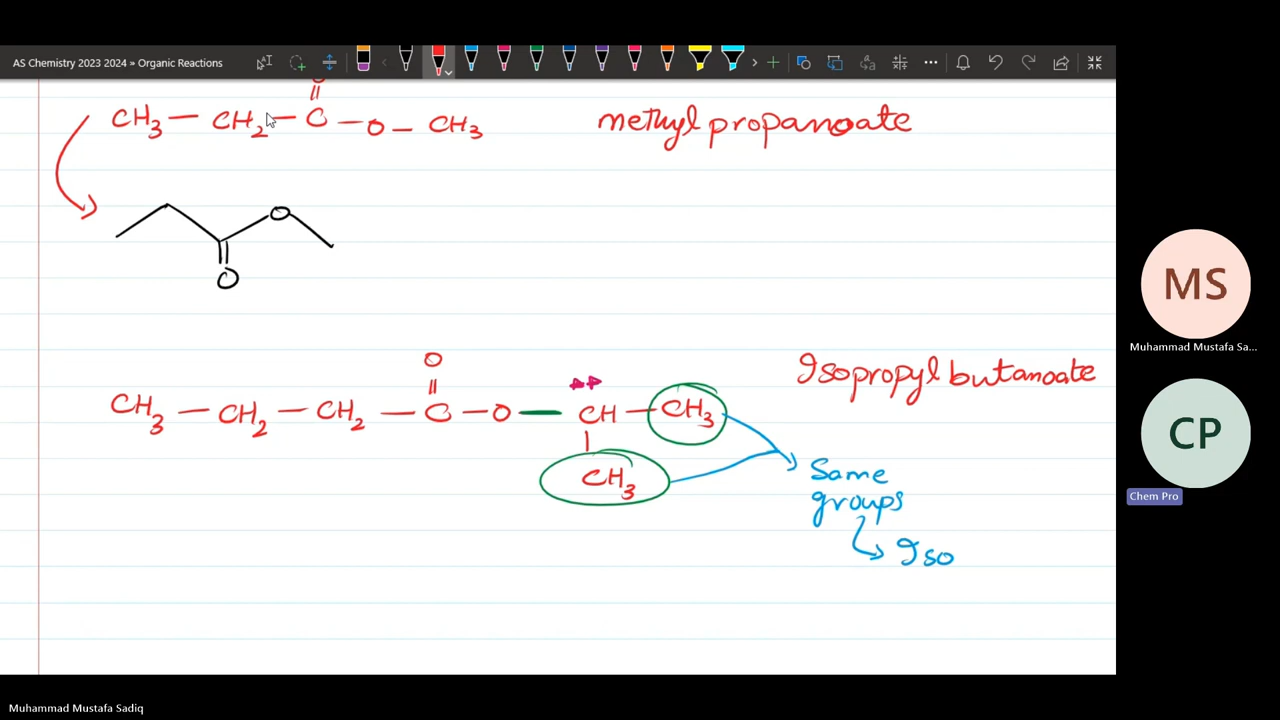 AS Chemistry 2023 2024 » Organic Reactions
O
CH3 — CH2 — C — O — CH3
methyl propanoate
O
O
MS
Muhammad Mustafa Sa...
O
Isopropyl butanoate
CH3 — CH2 — CH2 — C — O — CH — CH3
CH3
Same
groups
Iso
CP
Chem Pro
Muhammad Mustafa Sadiq